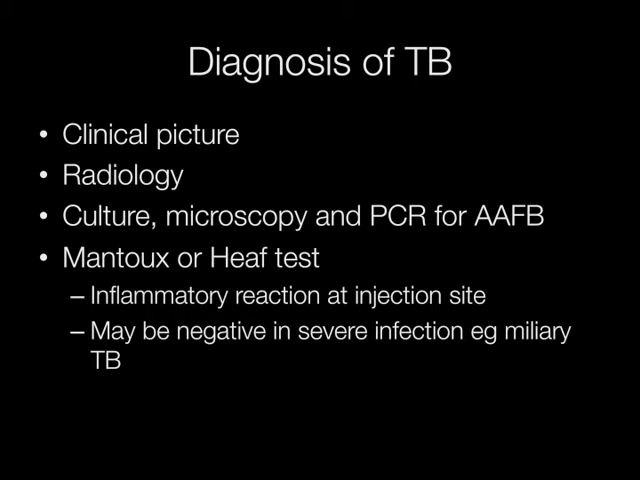 Diagnosis of TB
• Clinical picture
• Radiology
• Culture, microscopy and PCR for AAFB
• Mantoux or Heaf test
– Inflammatory reaction at injection site
– May be negative in severe infection eg miliary
TB